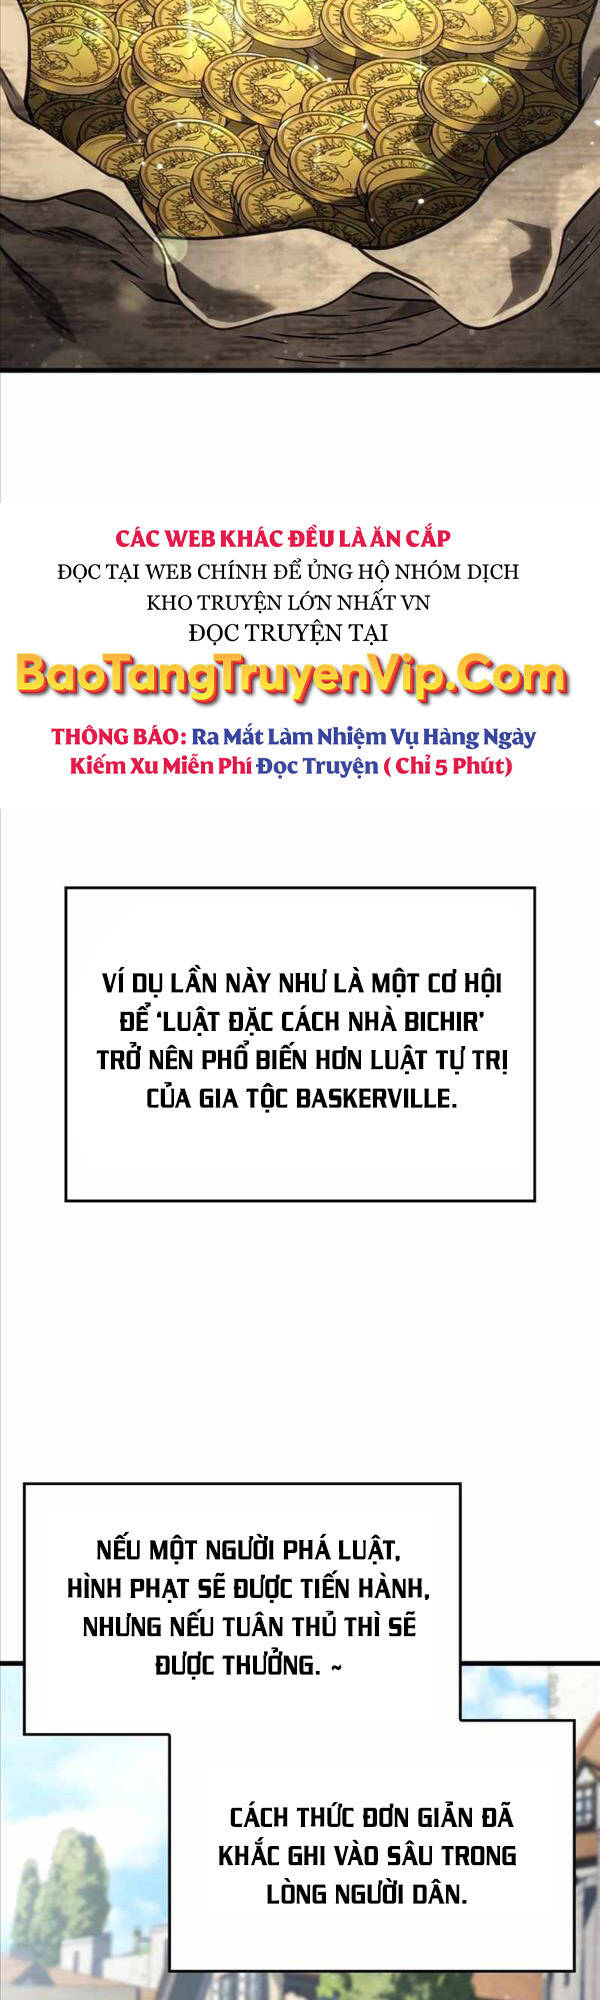 CÁC WEB KHÁC ĐỀU LÀ ĂN CẮP
ĐỌC TẠI WEB CHÍNH ĐỂ ỦNG HỘ NHÓM DỊCH
KHO TRUYỆN LỚN NHẤT VN
ĐỌC TRUYỆN TẠI
BaoTangTruyenVip.Com
THÔNG BÁO: Ra Mắt Làm Nhiệm Vụ Hàng Ngày
Kiếm Xu Miễn Phí Đọc Truyện ( Chỉ 5 Phút)
VÍ DỤ LẦN NÀY NHƯ LÀ MỘT CƠ HỘI
ĐỂ ‘LUẬT ĐẶC CÁCH NHÀ BICHIR’
TRỞ NÊN PHỔ BIẾN HƠN LUẬT TỰ TRỊ
CỦA GIA TỘC BASKERVILLE.
NẾU MỘT NGƯỜI PHÁ LUẬT,
HÌNH PHẠT SẼ ĐƯỢC TIẾN HÀNH,
NHƯNG NẾU TUÂN THỦ THÌ SẼ
ĐƯỢC THƯỞNG. ~
CÁCH THỨC ĐƠN GIẢN ĐÃ
KHẮC GHI VÀO SÂU TRONG
LÒNG NGƯỜI DÂN.